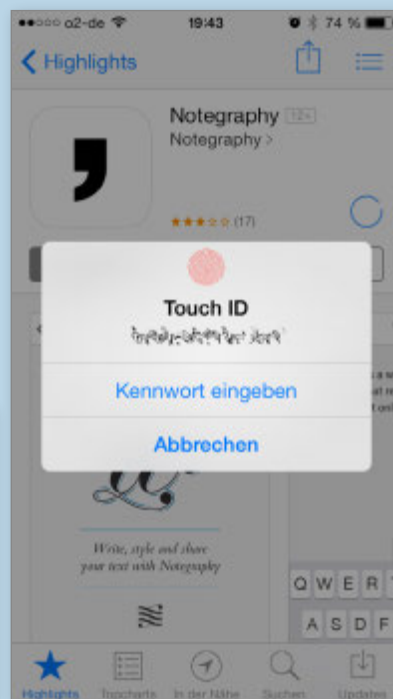 o2-de 19:43 74 %
Highlights
Notegraphy 12+
Notegraphy >
(17)
Touch ID
Kennwort eingeben
Abbrechen
Write, style and share
your text with Notegraphy
Q W E R
A S D F
Highlights Topcharts In der Nähe Suchen Updates